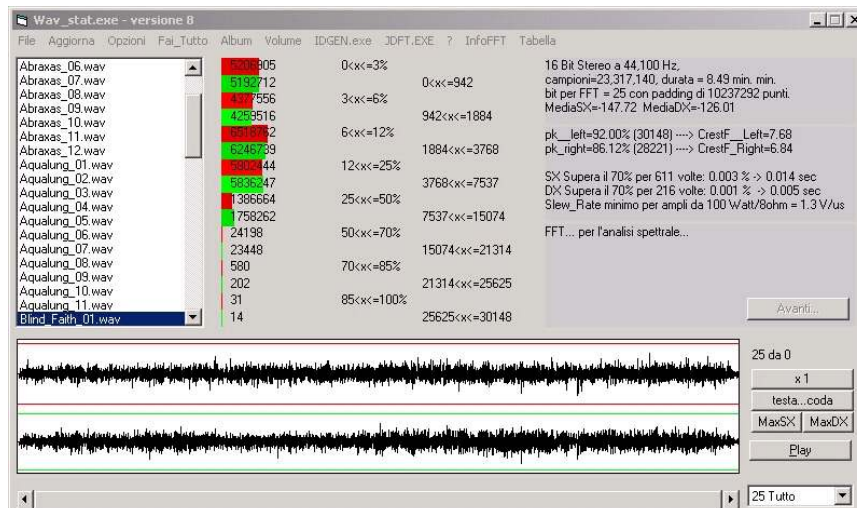 Wav_stat.exe - versione 8
File Aggiorna Opzioni Fai_Tutto Album Volume IDGEN.exe JDFT.EXE ? InfoFFT Tabella
Abraxas_06.wav
Abraxas_07.wav
Abraxas_08.wav
Abraxas_09.wav
Abraxas_10.wav
Abraxas_11.wav
Abraxas_12.wav
Aqualung_01.wav
Aqualung_02.wav
Aqualung_03.wav
Aqualung_04.wav
Aqualung_05.wav
Aqualung_06.wav
Aqualung_07.wav
Aqualung_08.wav
Aqualung_09.wav
Aqualung_10.wav
Aqualung_11.wav
Blind_Faith_01.wav
5206905 0<x<=3%
5192712 0<x<=942
4377556 3<x<=6%
4259516 942<x<=1884
6518762 6<x<=12%
6246739 1884<x<=3768
5802444 12<x<=25%
5836247 3768<x<=7537
1386664 25<x<=50%
1758262 7537<x<=15074
24198 50<x<=70%
23448 15074<x<=21314
580 70<x<=85%
202 21314<x<=25625
31 85<x<=100%
14 25625<x<=30148
16 Bit Stereo a 44,100 Hz,
campioni=23,317,140, durata = 8.49 min. min.
bit per FFT = 25 con padding di 10237292 punti.
MediaSX=-147.72 MediaDX=-126.01
pk__left=92.00% (30148) ----> CrestF__Left=7.68
pk_right=86.12% (28221) ----> CrestF_Right=6.84
SX Supera il 70% per 611 volte: 0.003 % -> 0.014 sec
DX Supera il 70% per 216 volte: 0.001 % -> 0.005 sec
Slew_Rate minimo per ampli da 100 Watt/8ohm = 1.3 V/us
FFT... per l'analisi spettrale...
Avanti...
25 da 0
x 1
testa...coda
MaxSX MaxDX
Play
25 Tutto